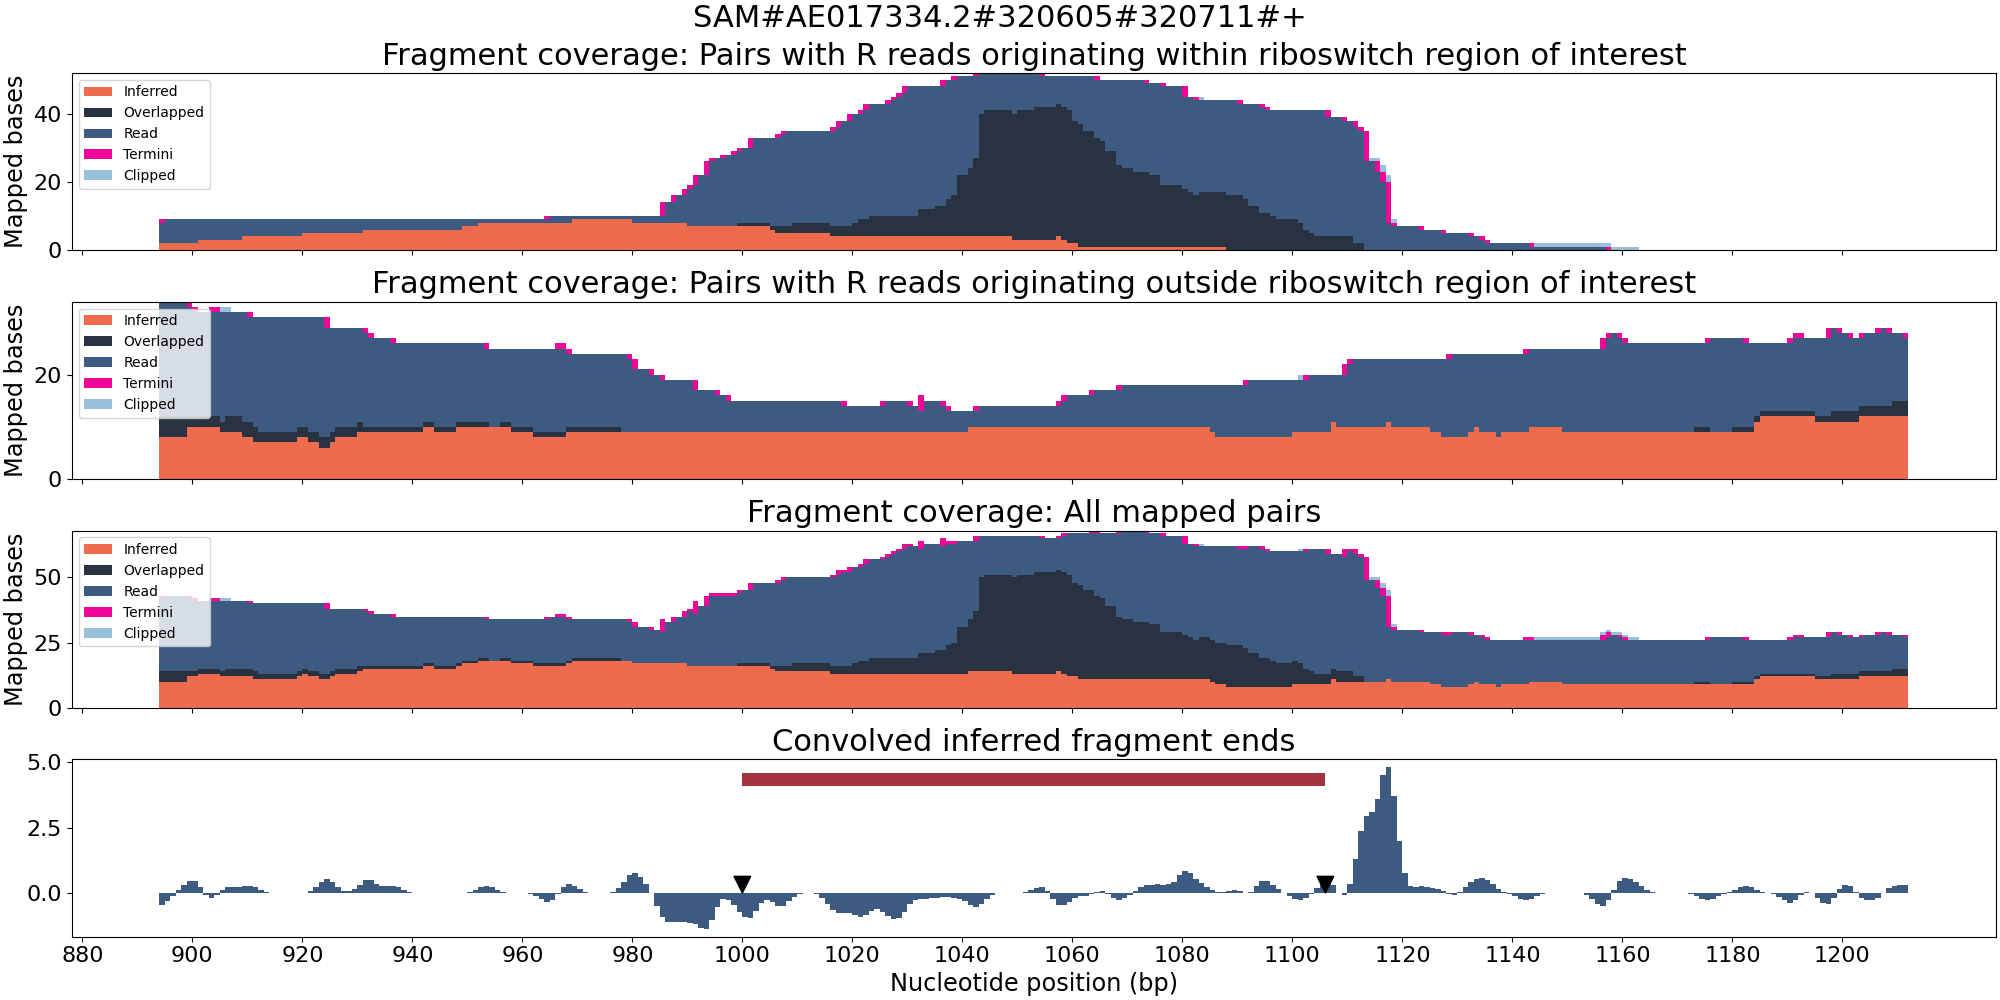 SAM#AE017334.2#320605#320711#+
Fragment coverage: Pairs with R reads originating within riboswitch region of interest
Mapped bases
40
20
0
Inferred
Overlapped
Read
Termini
Clipped
Fragment coverage: Pairs with R reads originating outside riboswitch region of interest
Mapped bases
20
0
Inferred
Overlapped
Read
Termini
Clipped
Fragment coverage: All mapped pairs
Mapped bases
50
25
0
Inferred
Overlapped
Read
Termini
Clipped
Convolved inferred fragment ends
5.0
2.5
0.0
880 900 920 940 960 980 1000 1020 1040 1060 1080 1100 1120 1140 1160 1180 1200
Nucleotide position (bp)